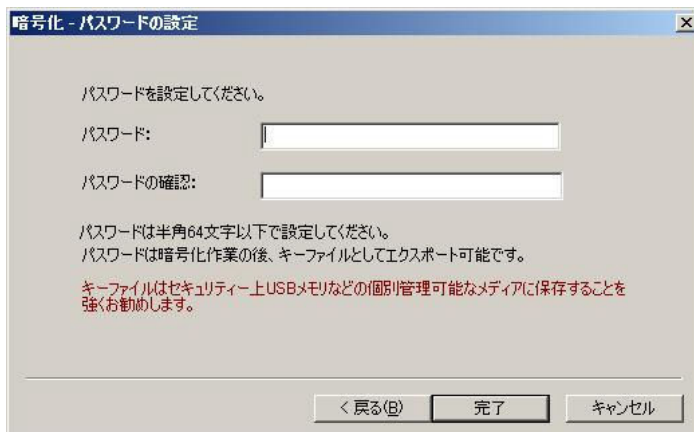 暗号化 - パスワードの設定
パスワードを設定してください。
パスワード:
パスワードの確認:
パスワードは半角64文字以下で設定してください。
パスワードは暗号化作業の後、キーファイルとしてエクスポート可能です。
キーファイルはセキュリティー上USBメモリなどの個別管理可能なメディアに保存することを
強くお勧めします。
< 戻る(B) 完了 キャンセル